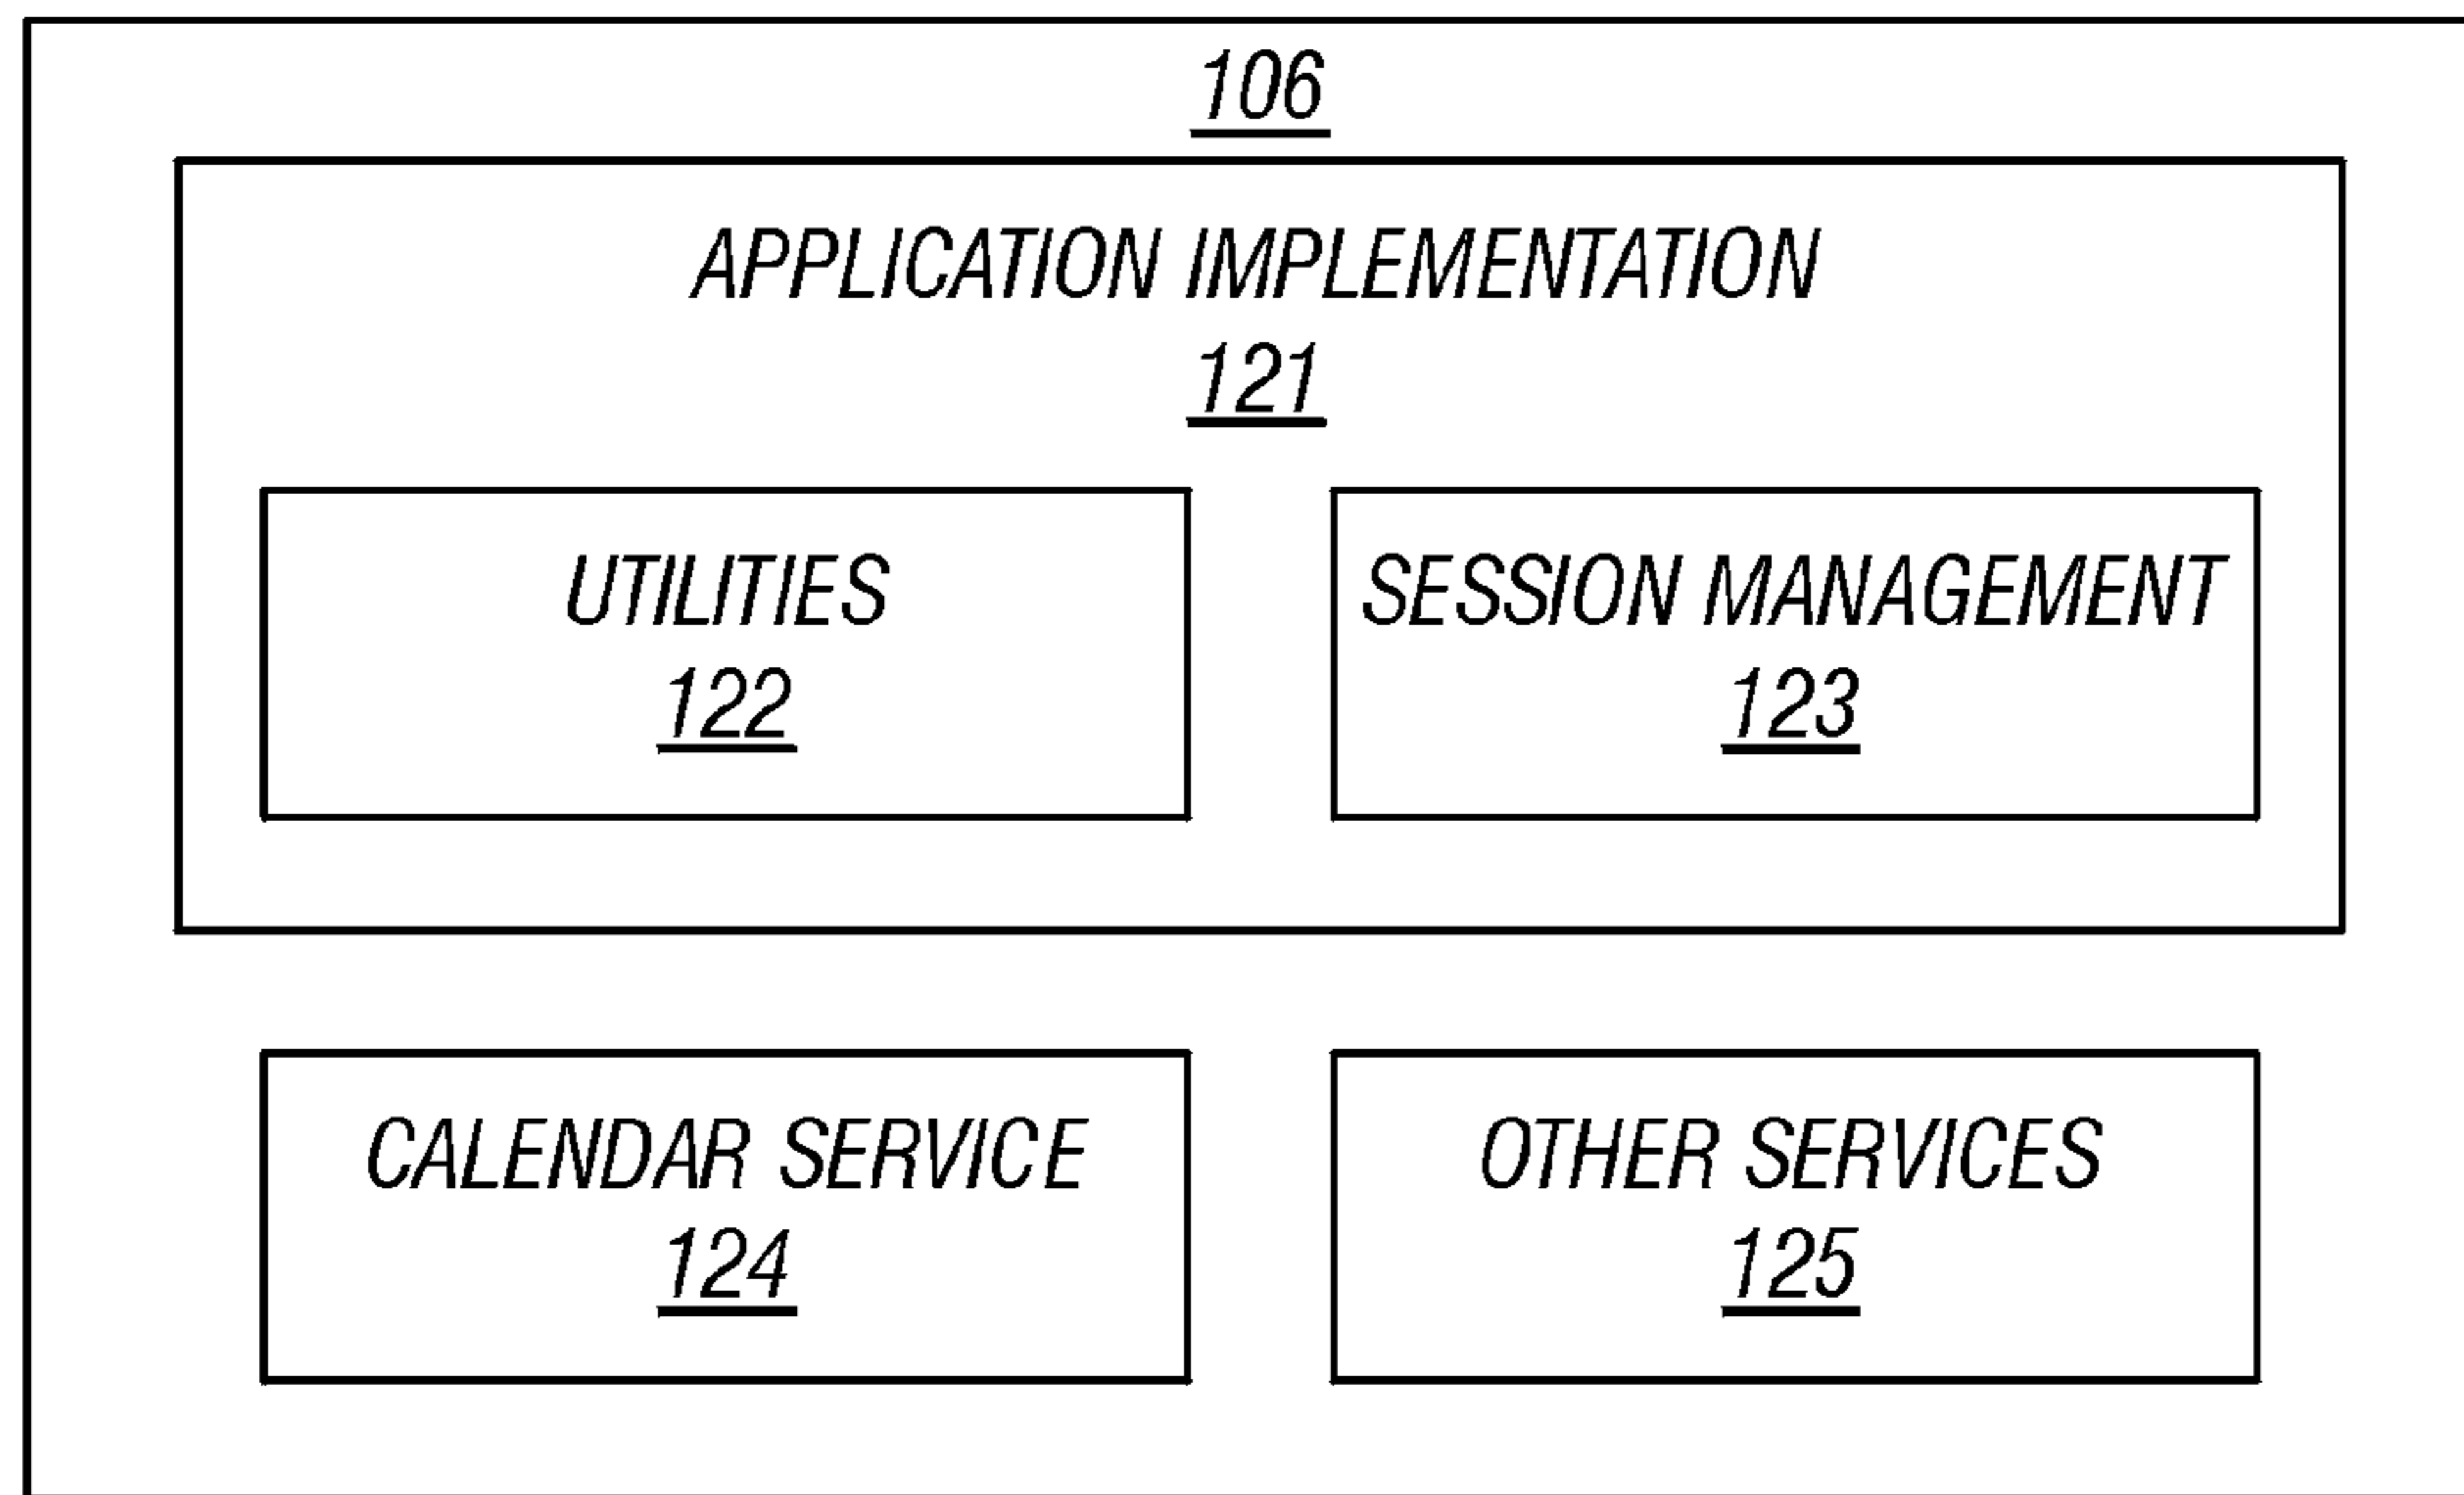 106
APPLICATION IMPLEMENTATION
121
UTILITIES
122
SESSION MANAGEMENT
123
CALENDAR SERVICE
124
OTHER SERVICES
125